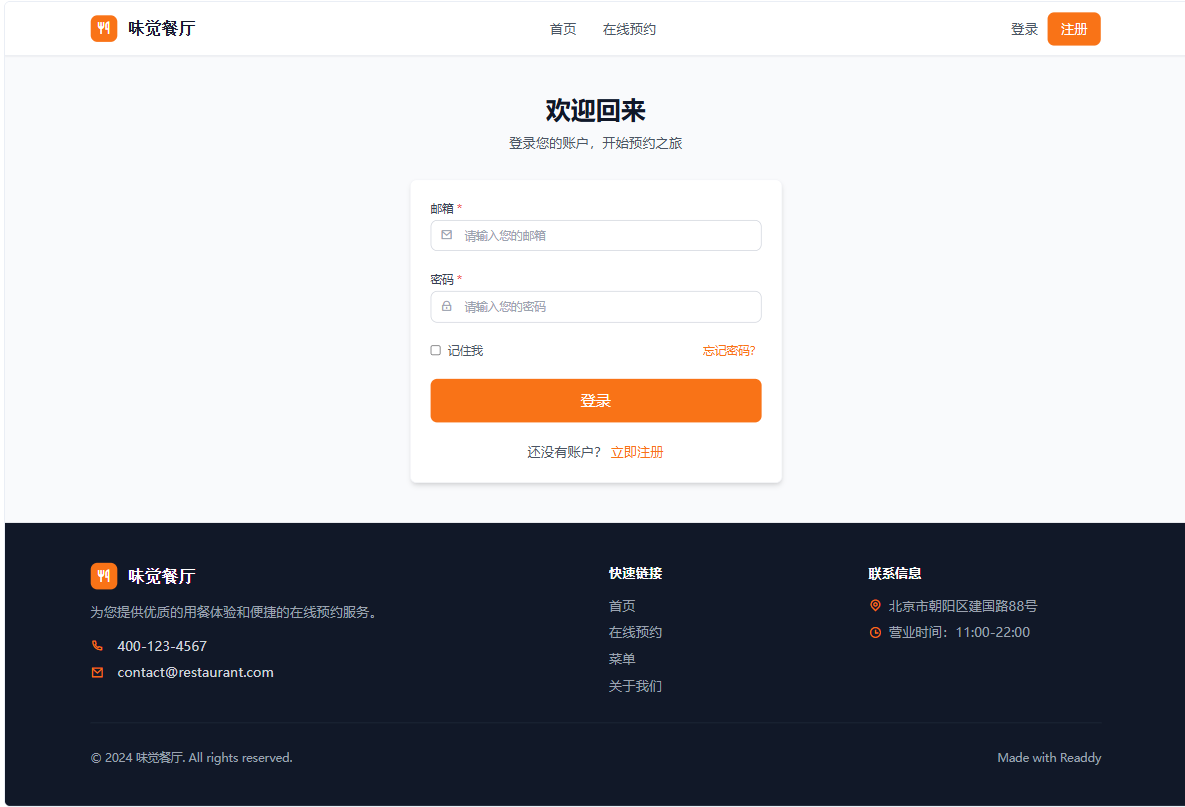 味觉餐厅
首页 在线预约
登录 注册
欢迎回来
登录您的账户，开始预约之旅
邮箱 *
请输入您的邮箱
密码 *
请输入您的密码
记住我 忘记密码?
登录
还没有账户？ 立即注册
味觉餐厅
为您提供优质的用餐体验和便捷的在线预约服务。
400-123-4567
contact@restaurant.com
快速链接
首页
在线预约
菜单
关于我们
联系信息
北京市朝阳区建国路88号
营业时间：11:00-22:00
© 2024 味觉餐厅. All rights reserved.
Made with Readdy